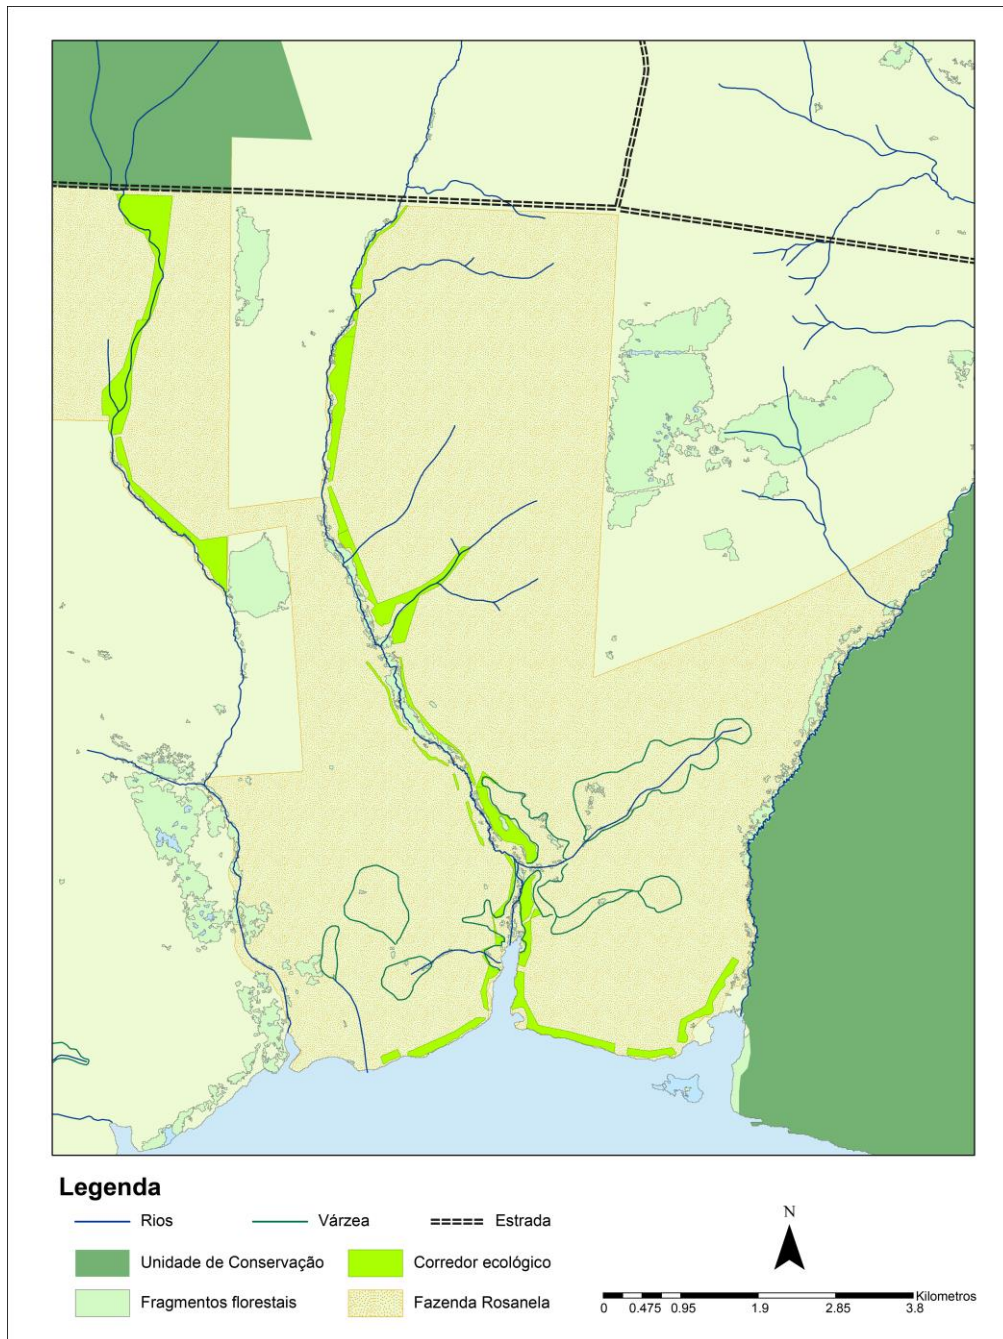 Legenda
Rios
Várzea
Estrada
Unidade de Conservação
Corredor ecológico
Fragmentos florestais
Fazenda Rosanela
N
0 0.475 0.95 1.9 2.85 3.8 Kilometros